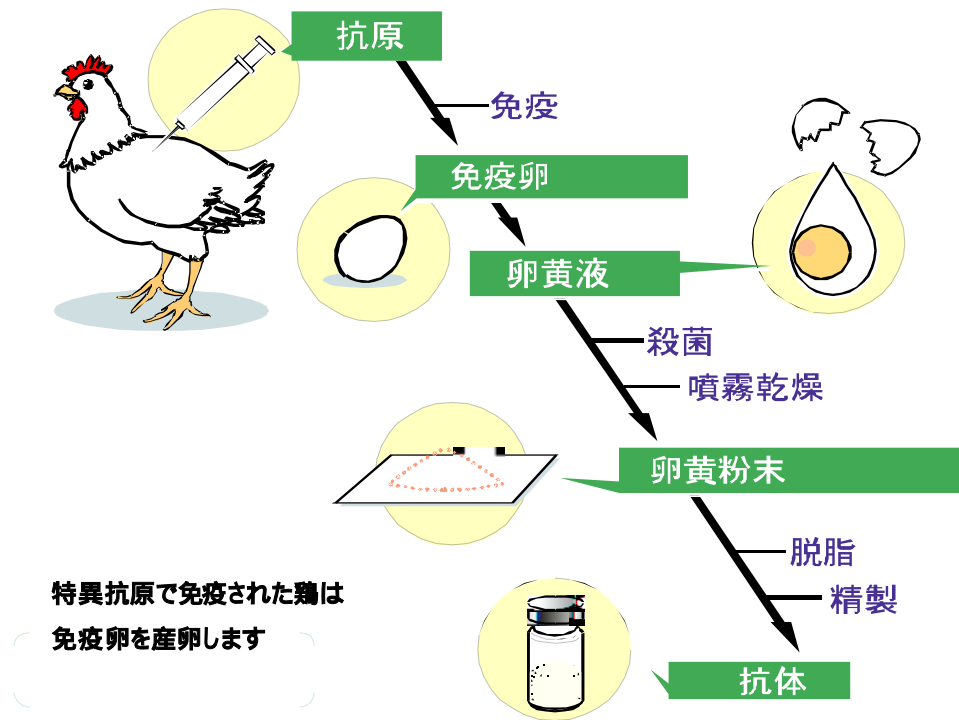 抗原
免疫
免疫卵
卵黄液
殺菌
噴霧乾燥
卵黄粉末
脱脂
精製
抗体
特異抗原で免疫された鶏は
免疫卵を産卵します